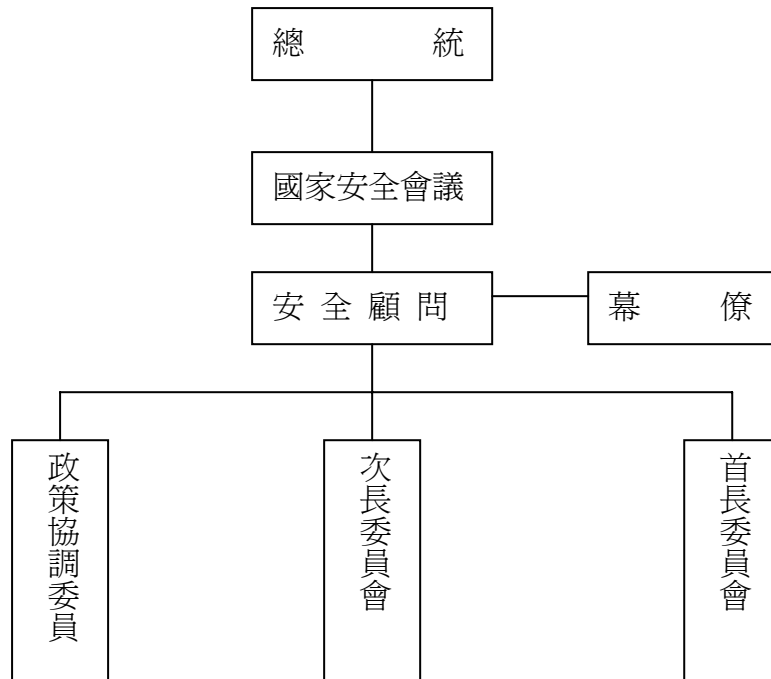 總 統
國家安全會議
安全顧問
幕 僚
政策協調委員
次長委員會
首長委員會